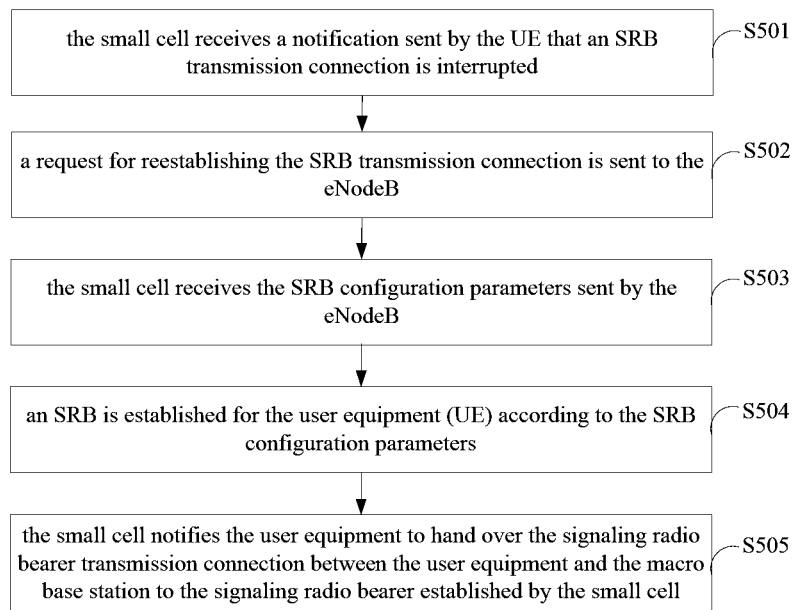 the small cell receives a notification sent by the UE that an SRB
transmission connection is interrupted
S501
a request for reestablishing the SRB transmission connection is sent to the
eNodeB
S502
the small cell receives the SRB configuration parameters sent by the
eNodeB
S503
an SRB is established for the user equipment (UE) according to the SRB
configuration parameters
S504
the small cell notifies the user equipment to hand over the signaling radio
bearer transmission connection between the user equipment and the macro
base station to the signaling radio bearer established by the small cell
S505